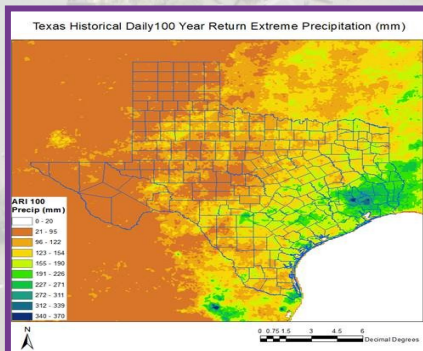 Texas Historical Daily100 Year Return Extreme Precipitation (mm)
ARI 100
Precip (mm)
0 - 20
21 - 95
96 - 122
123 - 154
155 - 190
191 - 226
227 - 271
272 - 311
312 - 339
340 - 370
N
0 0.75 1.5 3 4.5 6
Decimal Degrees